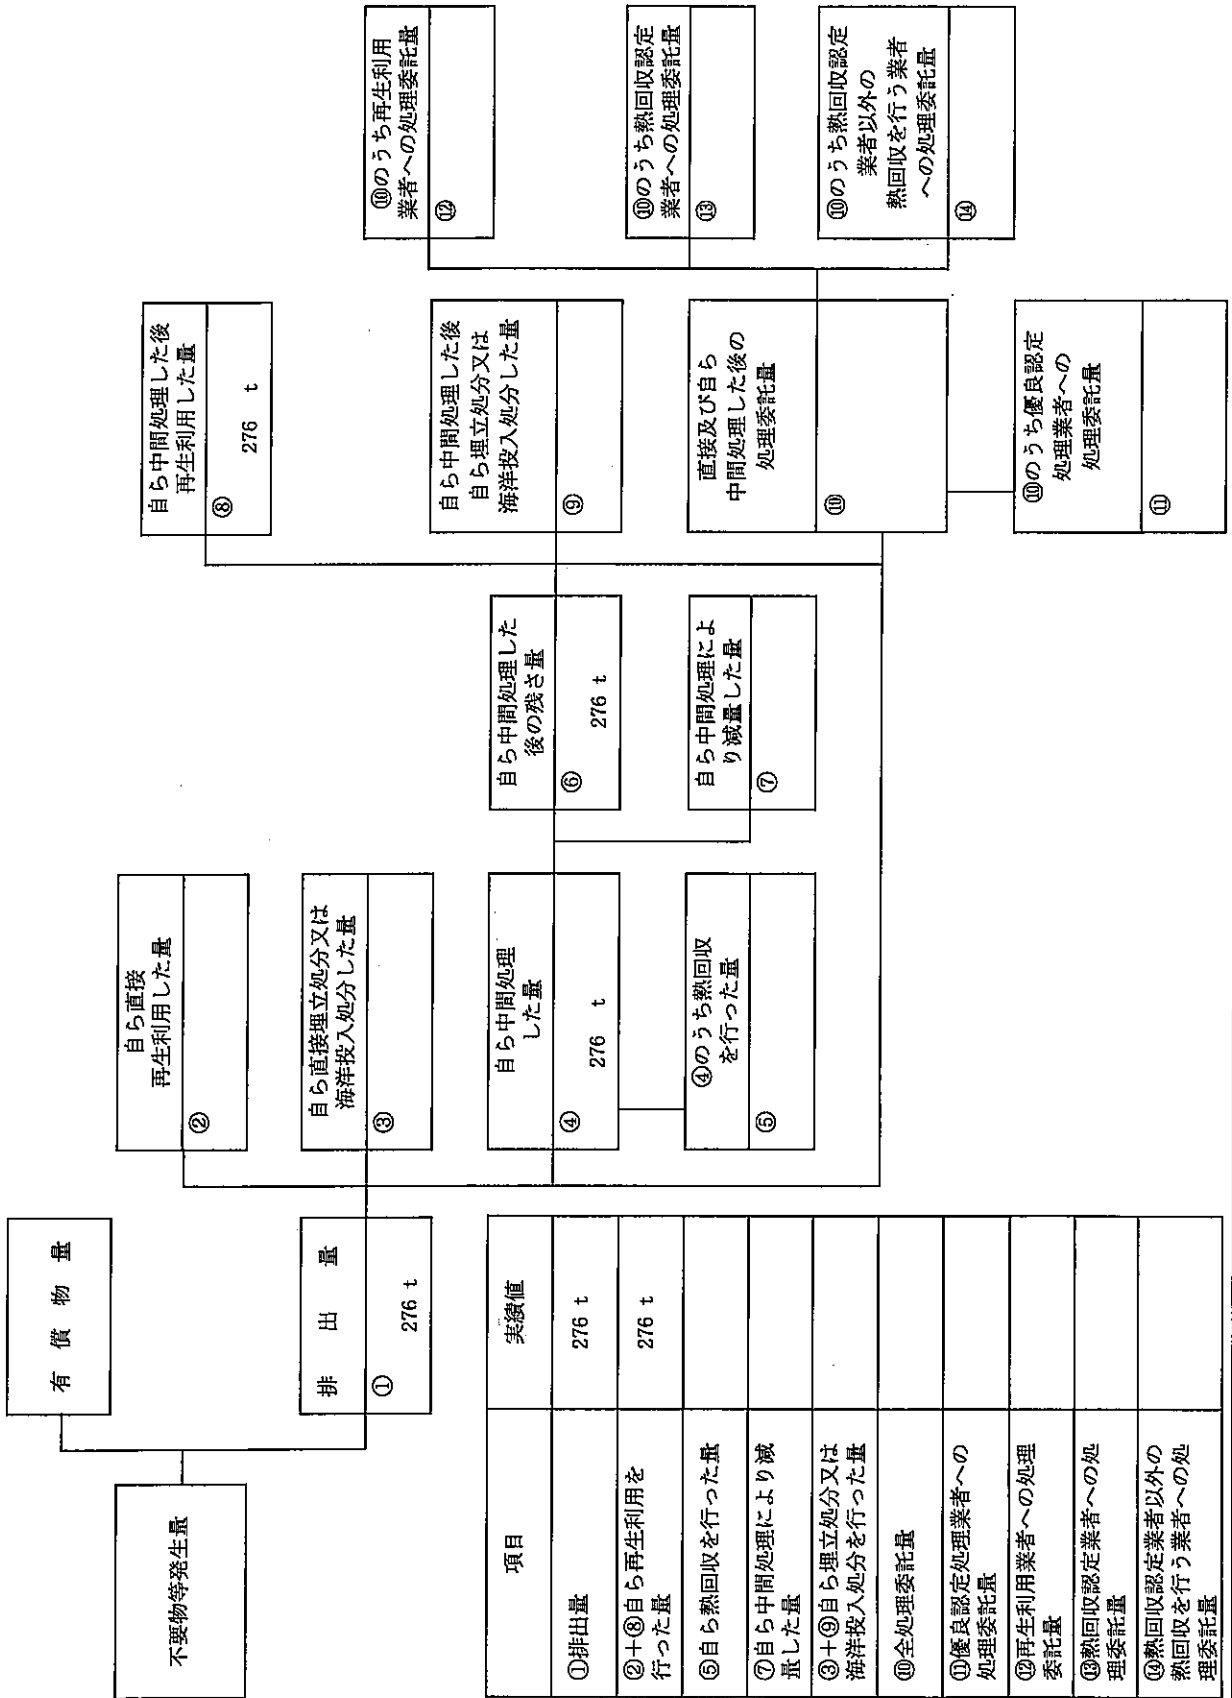 不要物等発生量
有償物量
排出量
①
276 t
自ら直接
再生利用した量
②
自ら直接埋立処分又は
海洋投入処分した量
③
自ら中間処理
した量
④
276 t
④のうち熱回収
を行った量
⑤
自ら中間処理した
後の残さ量
⑥
276 t
自ら中間処理によ
り減量した量
⑦
自ら中間処理した後
再生利用した量
⑧
276 t
自ら中間処理した後
自ら埋立処分又は
海洋投入処分した量
⑨
直接及び自ら
中間処理した後の
処理委託量
⑩
⑩のうち優良認定
処理業者への
処理委託量
⑪
⑩のうち再生利用
業者への処理委託量
⑫
⑩のうち熱回収認定
業者への処理委託量
⑬
⑩のうち熱回収認定
業者以外の
熱回収を行う業者
への処理委託量
⑭
項目 実績値
①排出量 276 t
②+⑧自ら再生利用を
行った量 276 t
⑤自ら熱回収を行った量
⑦自ら中間処理により減
量した量
③+⑨自ら埋立処分又は
海洋投入処分を行った量
⑩全処理委託量
⑪優良認定処理業者への
処理委託量
⑫再生利用業者への処理
委託量
⑬熱回収認定業者への処
理委託量
⑭熱回収認定業者以外の
熱回収を行う業者への処
理委託量